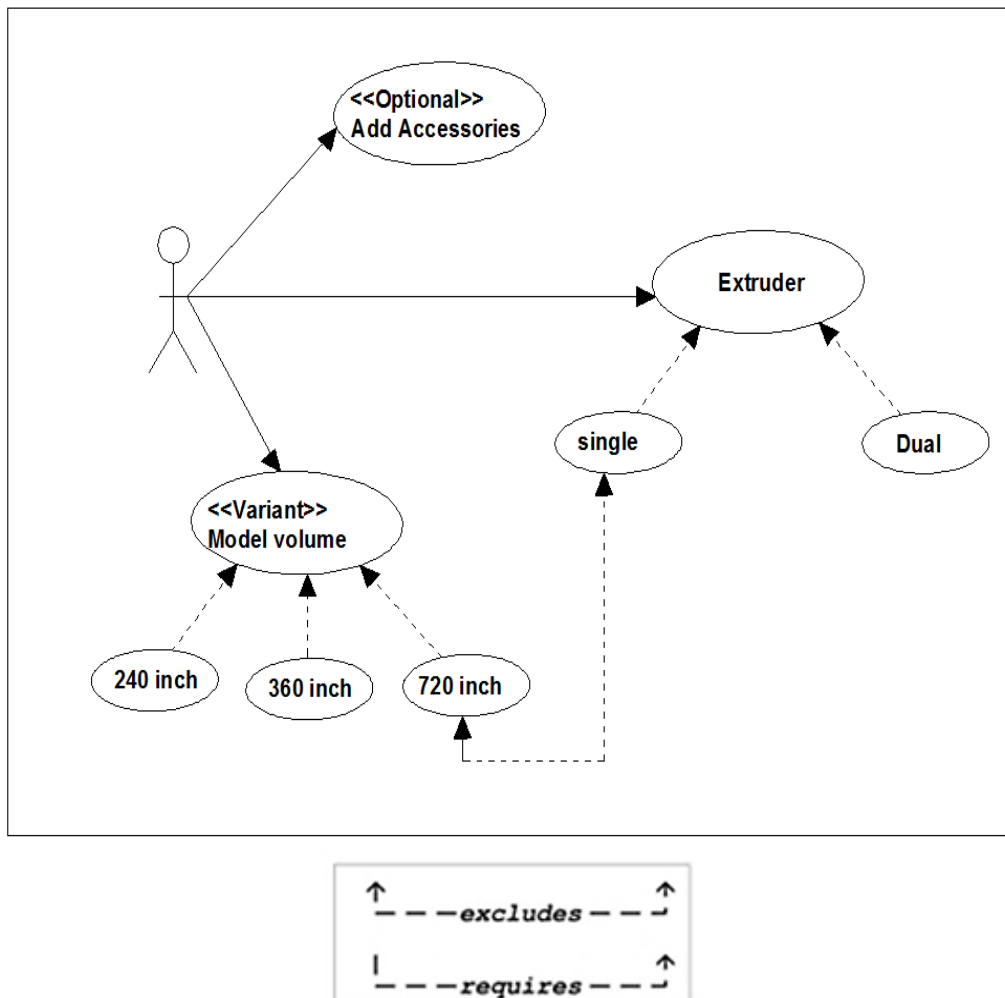 <<Optional>>
Add Accessories
Extruder
single
Dual
<<Variant>>
Model volume
240 inch
360 inch
720 inch
excludes
requires